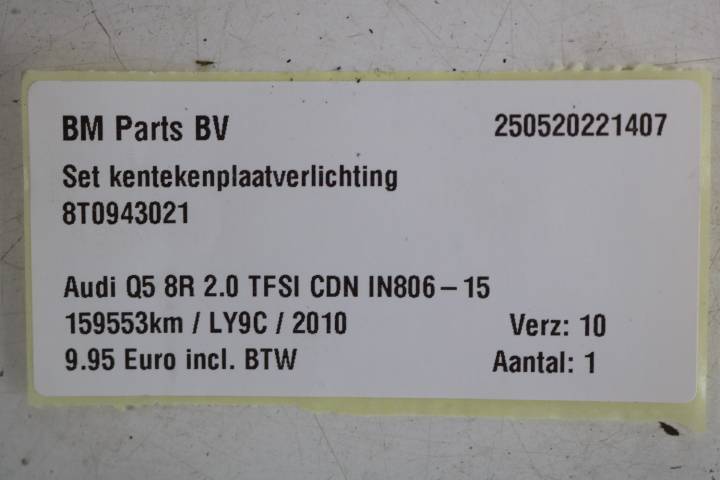 BM Parts BV 250520221407
Set kentekenplaatverlichting
8T0943021
Audi Q5 8R 2.0 TFSI CDN IN806-15
159553km / LY9C / 2010 Verz: 10
9.95 Euro incl. BTW Aantal: 1